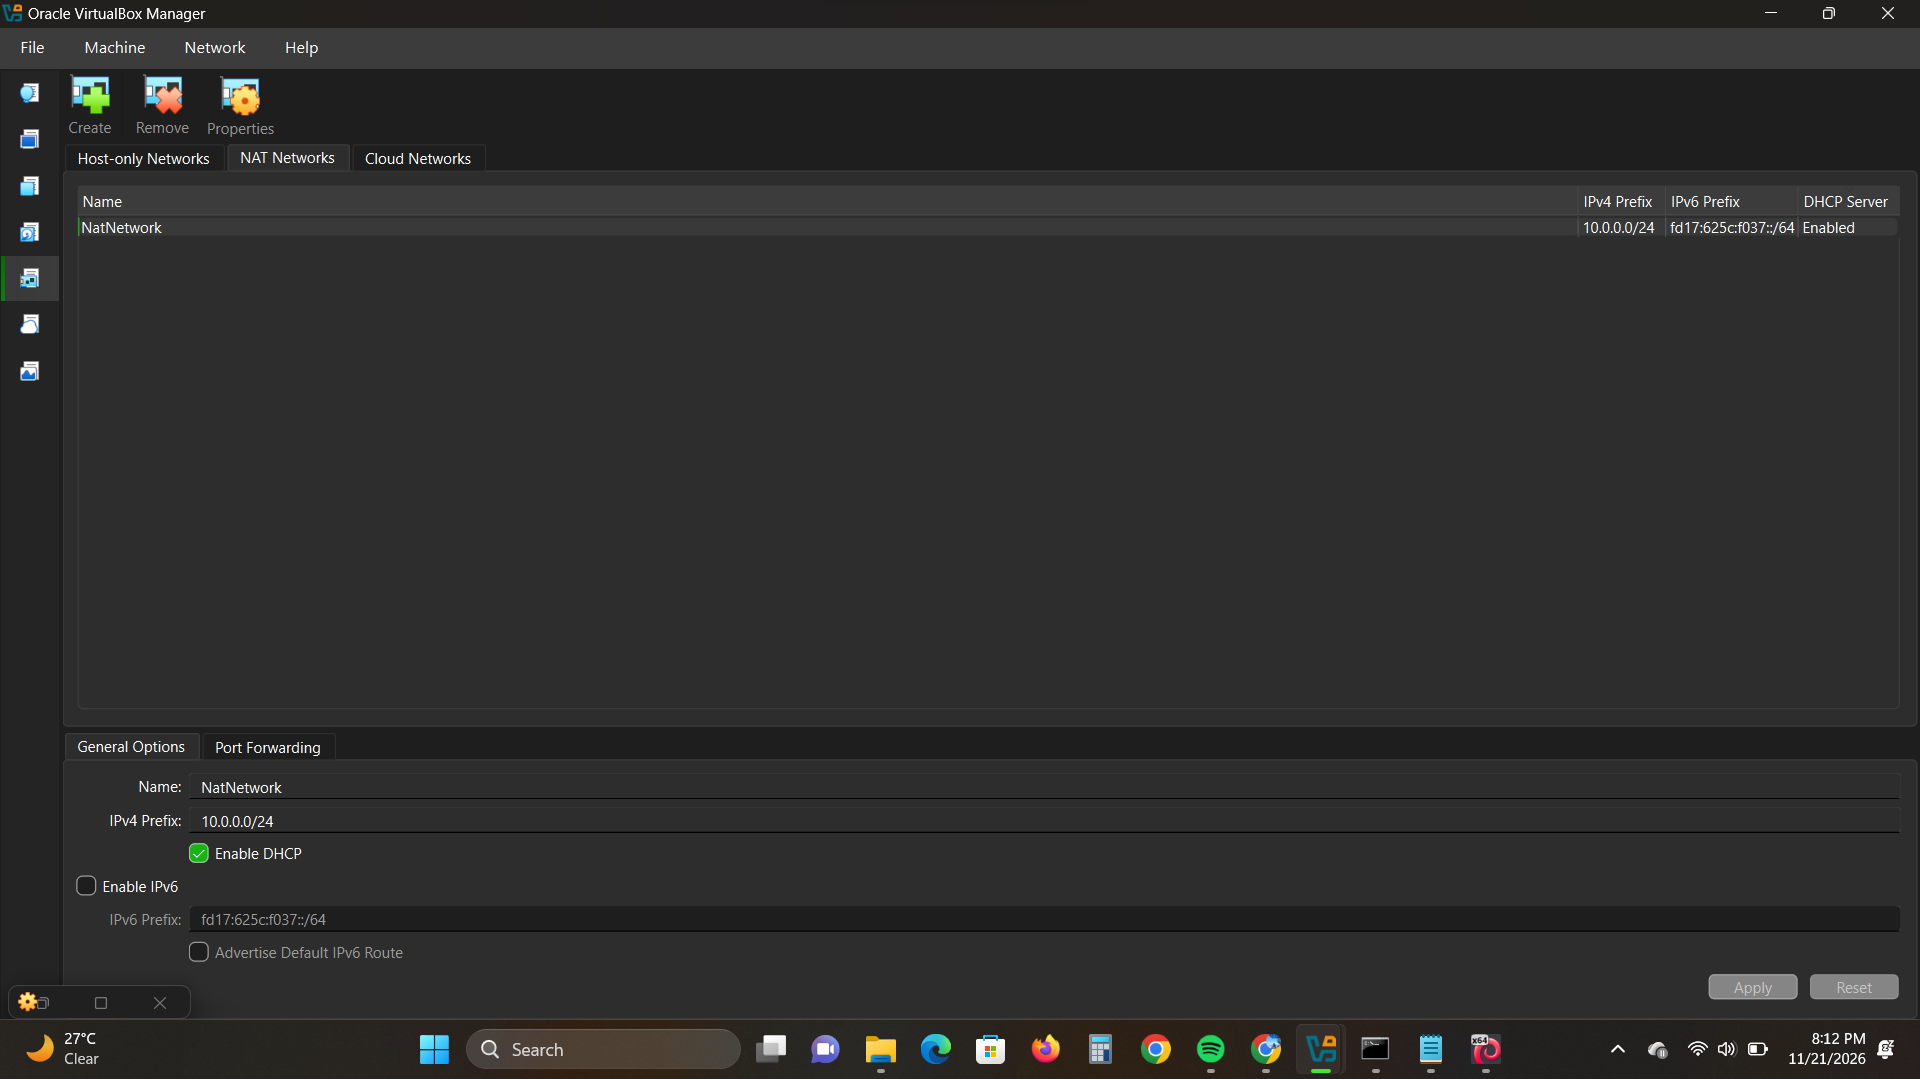 Oracle VirtualBox Manager
File Machine Network Help
Create Remove Properties
Host-only Networks NAT Networks Cloud Networks
Name IPv4 Prefix IPv6 Prefix DHCP Server
NatNetwork 10.0.0.0/24 fd17:625c:f037::/64 Enabled
General Options Port Forwarding
Name: NatNetwork
IPv4 Prefix: 10.0.0.0/24
Enable DHCP
Enable IPv6
IPv6 Prefix: fd17:625c:f037::/64
Advertise Default IPv6 Route
Apply Reset
27°C
Clear
Search
x64
8:12 PM
11/21/2026